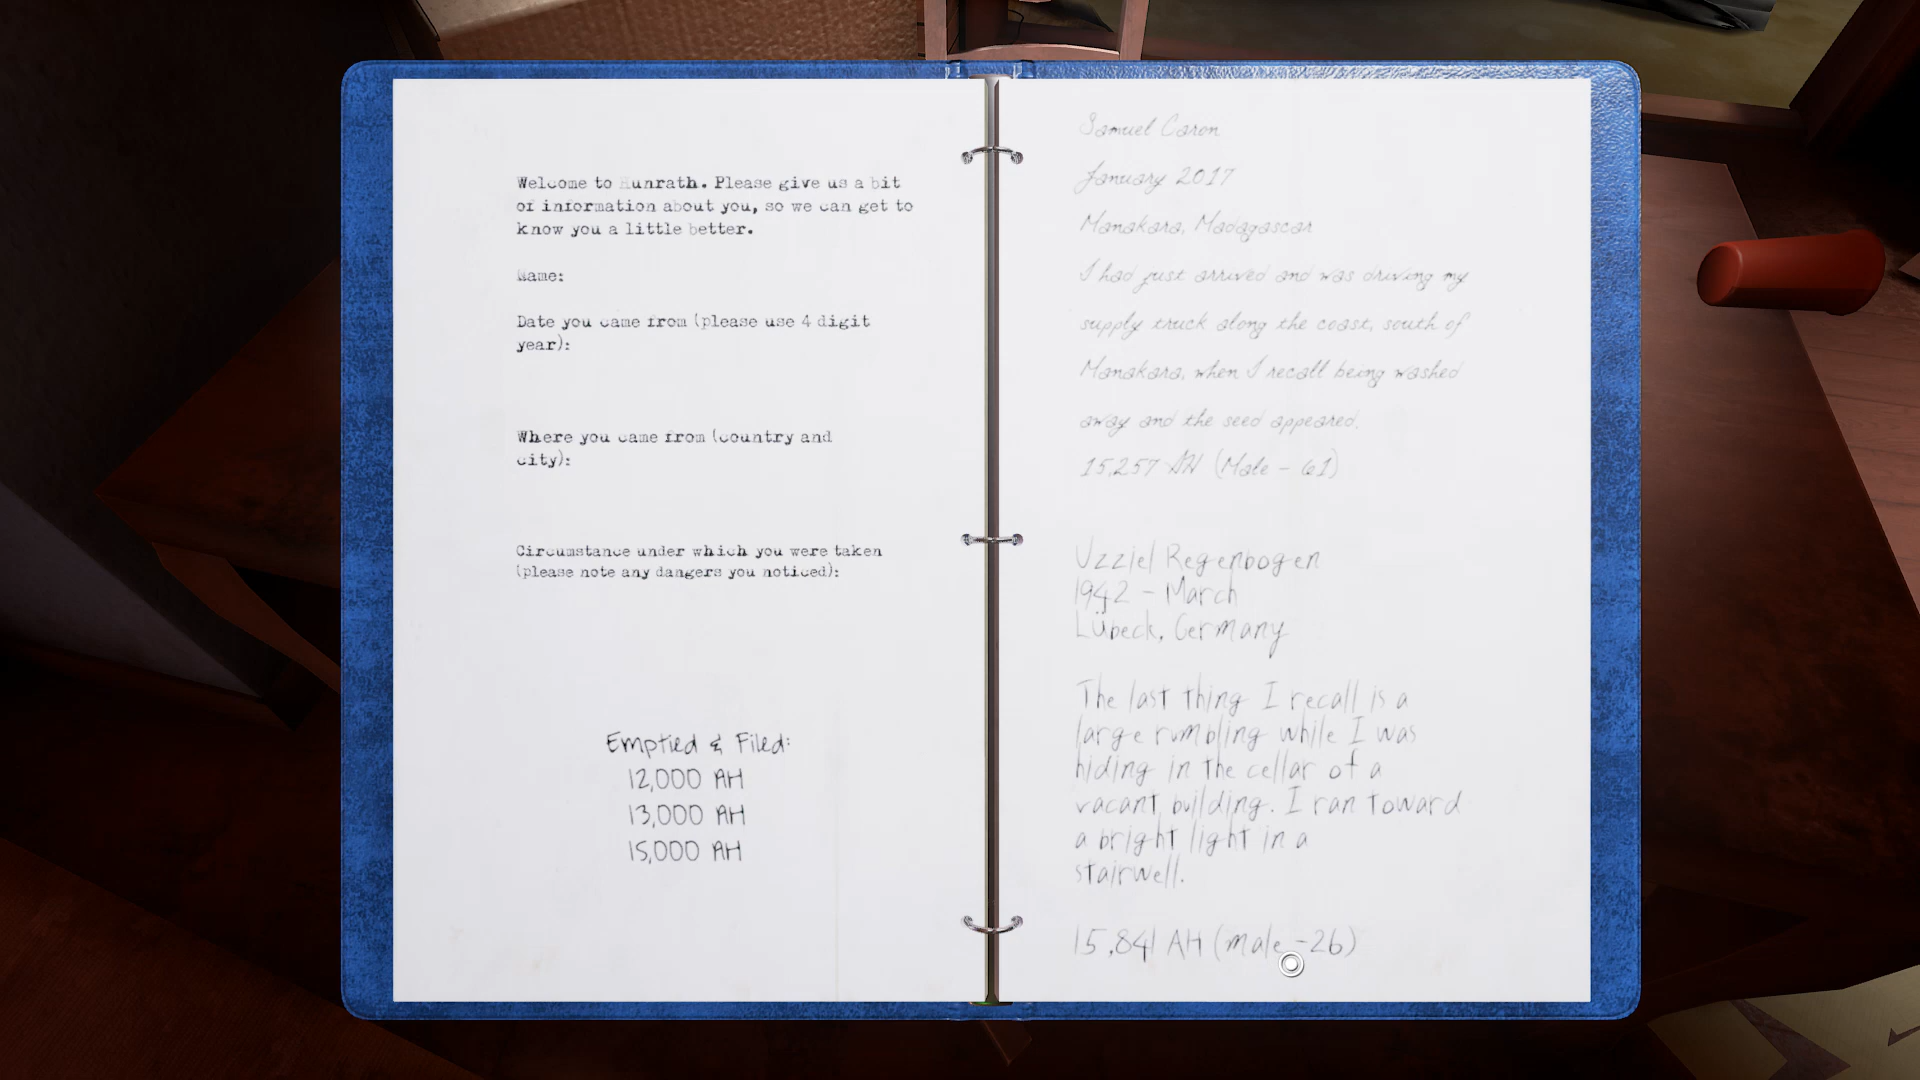 Welcome to Hunrath. Please give us a bit
of information about you, so we can get to
know you a little better.
Name:
Date you came from (please use 4 digit
year):
Where you came from (country and
city):
Circumstance under which you were taken
(please note any dangers you noticed):
Emptied & Filed:
12,000 AH
13,000 AH
15,000 AH
Samuel Caron
January 2017
Manakara, Madagascar
I had just arrived and was driving my
supply truck along the coast, south of
Manakara, when I recall being washed
away and the seed appeared.
15,257 AH (Male - 61)
Uzziel Regenbogen
1942 - March
Lübeck, Germany
The last thing I recall is a
large rumbling while I was
hiding in the cellar of a
vacant building. I ran toward
a bright light in a
stairwell.
15,841 AH (male -26)